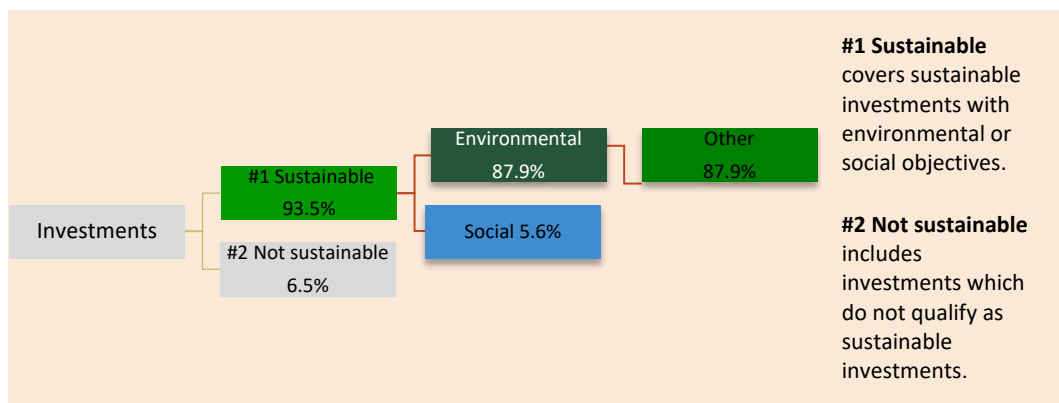 Investments
#1 Sustainable
93.5%
#2 Not sustainable
6.5%
Environmental
87.9%
Social 5.6%
Other
87.9%
#1 Sustainable
covers sustainable
investments with
environmental or
social objectives.
#2 Not sustainable
includes
investments which
do not qualify as
sustainable
investments.